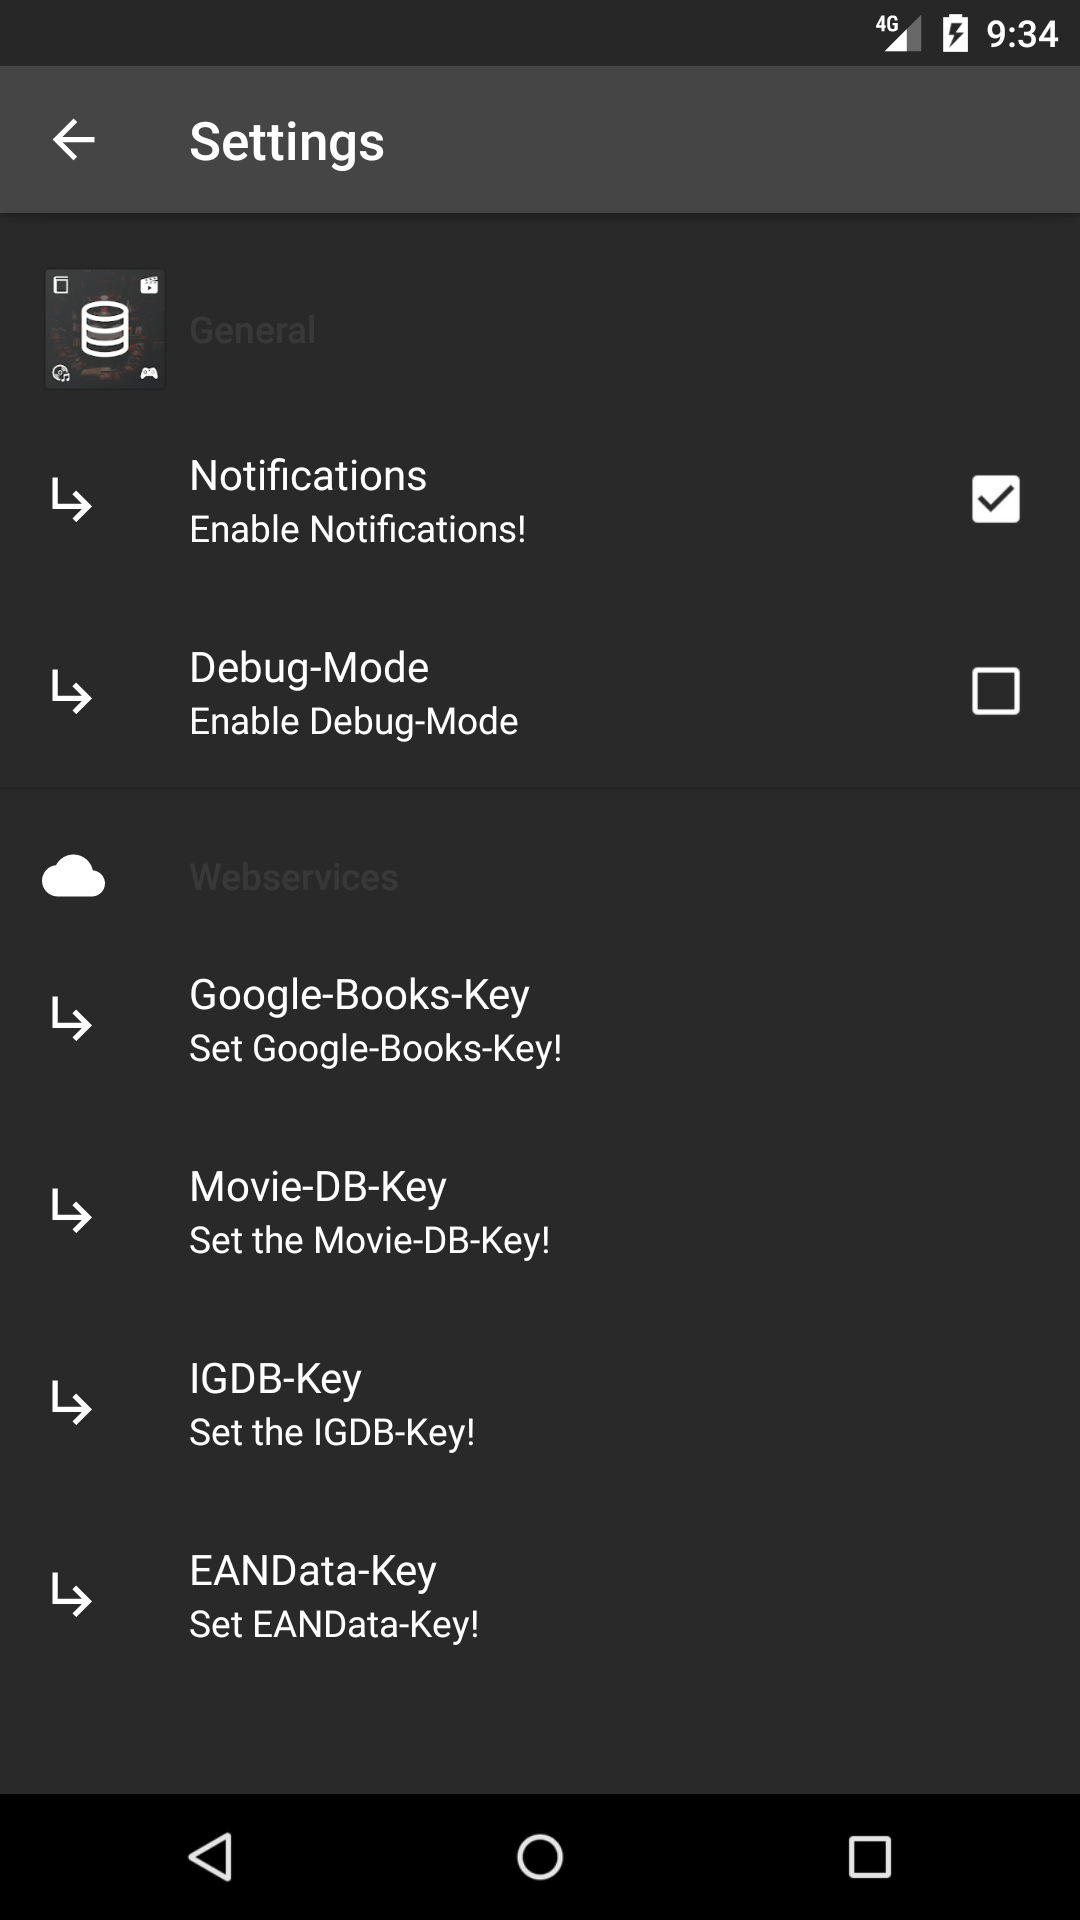 4G 9:34
Settings
General
Notifications
Enable Notifications!
Debug-Mode
Enable Debug-Mode
Webservices
Google-Books-Key
Set Google-Books-Key!
Movie-DB-Key
Set the Movie-DB-Key!
IGDB-Key
Set the IGDB-Key!
EANData-Key
Set EANData-Key!